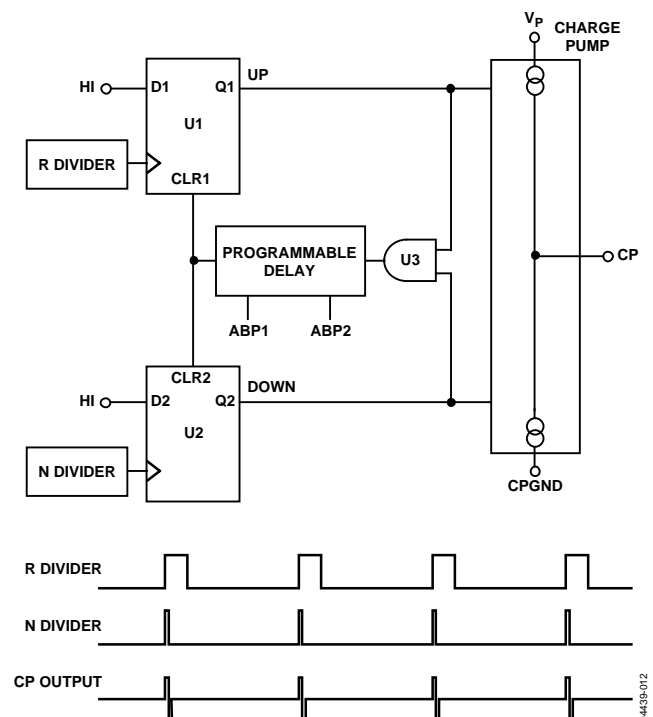 VP
CHARGE
PUMP
UP
HI
D1
Q1
U1
R DIVIDER
CLR1
PROGRAMMABLE
DELAY
U3
CP
ABP1
ABP2
CLR2
DOWN
HI
D2
Q2
U2
N DIVIDER
CPGND
R DIVIDER
N DIVIDER
CP OUTPUT
4439-012